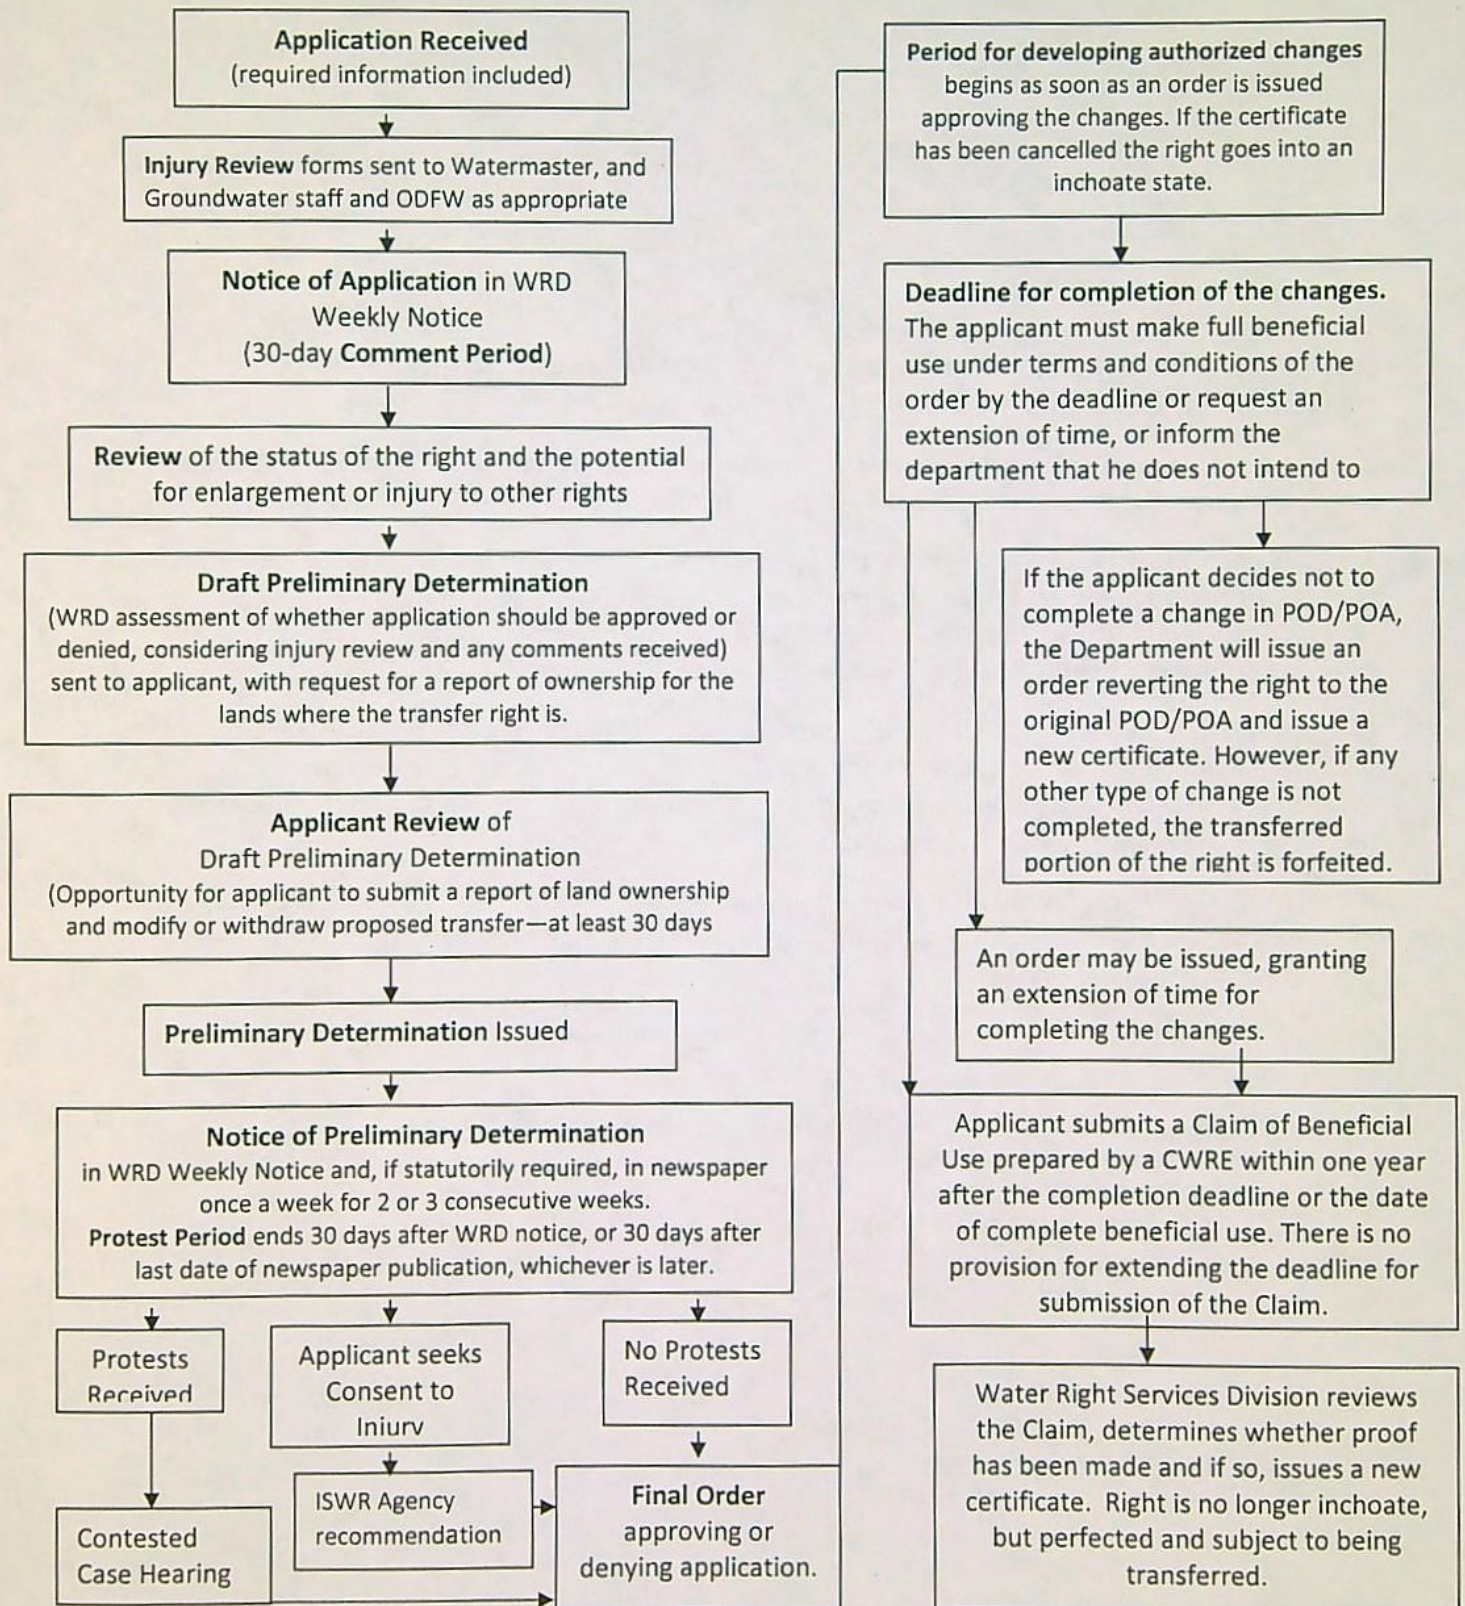 Application Received
(required information included)
Injury Review forms sent to Watermaster, and
Groundwater staff and ODFW as appropriate
Notice of Application in WRD
Weekly Notice
(30-day Comment Period)
Review of the status of the right and the potential
for enlargement or injury to other rights
Draft Preliminary Determination
(WRD assessment of whether application should be approved or
denied, considering injury review and any comments received)
sent to applicant, with request for a report of ownership for the
lands where the transfer right is.
Applicant Review of
Draft Preliminary Determination
(Opportunity for applicant to submit a report of land ownership
and modify or withdraw proposed transfer—at least 30 days
Preliminary Determination Issued
Notice of Preliminary Determination
in WRD Weekly Notice and, if statutorily required, in newspaper
once a week for 2 or 3 consecutive weeks.
Protest Period ends 30 days after WRD notice, or 30 days after
last date of newspaper publication, whichever is later.
Protests
Received
Applicant seeks
Consent to
Injury
No Protests
Received
Contested
Case Hearing
ISWR Agency
recommendation
Final Order
approving or
denying application.
Period for developing authorized changes
begins as soon as an order is issued
approving the changes. If the certificate
has been cancelled the right goes into an
inchoate state.
Deadline for completion of the changes.
The applicant must make full beneficial
use under terms and conditions of the
order by the deadline or request an
extension of time, or inform the
department that he does not intend to
If the applicant decides not to
complete a change in POD/POA,
the Department will issue an
order reverting the right to the
original POD/POA and issue a
new certificate. However, if any
other type of change is not
completed, the transferred
portion of the right is forfeited.
An order may be issued, granting
an extension of time for
completing the changes.
Applicant submits a Claim of Beneficial
Use prepared by a CWRE within one year
after the completion deadline or the date
of complete beneficial use. There is no
provision for extending the deadline for
submission of the Claim.
Water Right Services Division reviews
the Claim, determines whether proof
has been made and if so, issues a new
certificate. Right is no longer inchoate,
but perfected and subject to being
transferred.